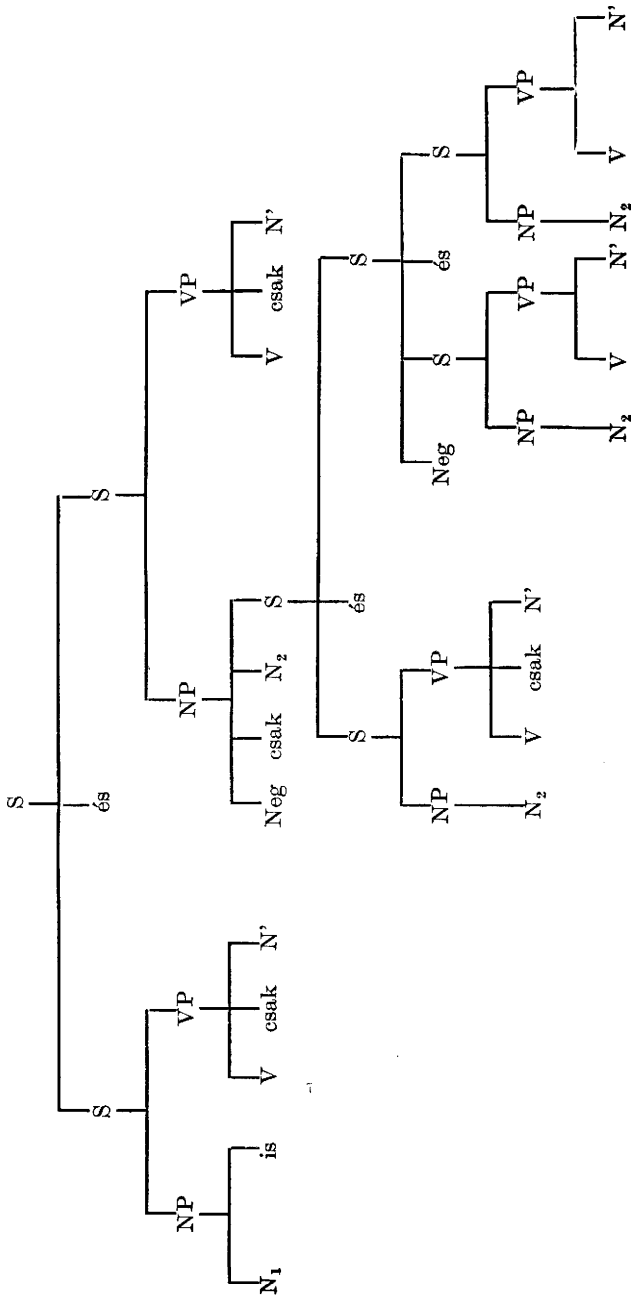 S
S és S
NP VP NP VP
N₁ is V csak N' Neg csak N₂ S V csak N'
S és S
NP VP Neg S és S
N₂ V csak N' NP VP NP VP
N₂ V N' N₂ V N'